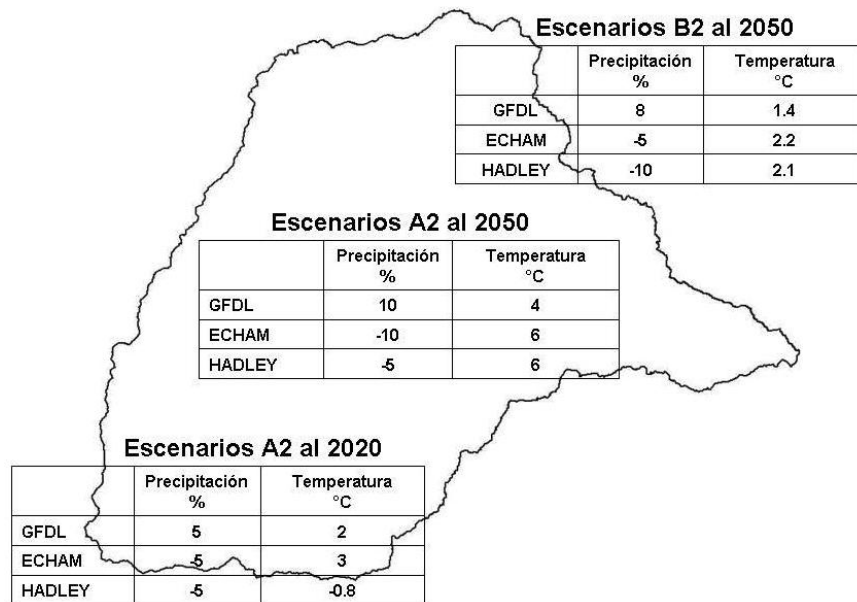 Escenarios B2 al 2050
Precipitación Temperatura
% °C
GFDL 8 1.4
ECHAM -5 2.2
HADLEY -10 2.1
Escenarios A2 al 2050
Precipitación Temperatura
% °C
GFDL 10 4
ECHAM -10 6
HADLEY -5 6
Escenarios A2 al 2020
Precipitación Temperatura
% °C
GFDL 5 2
ECHAM -5 3
HADLEY -5 -0.8